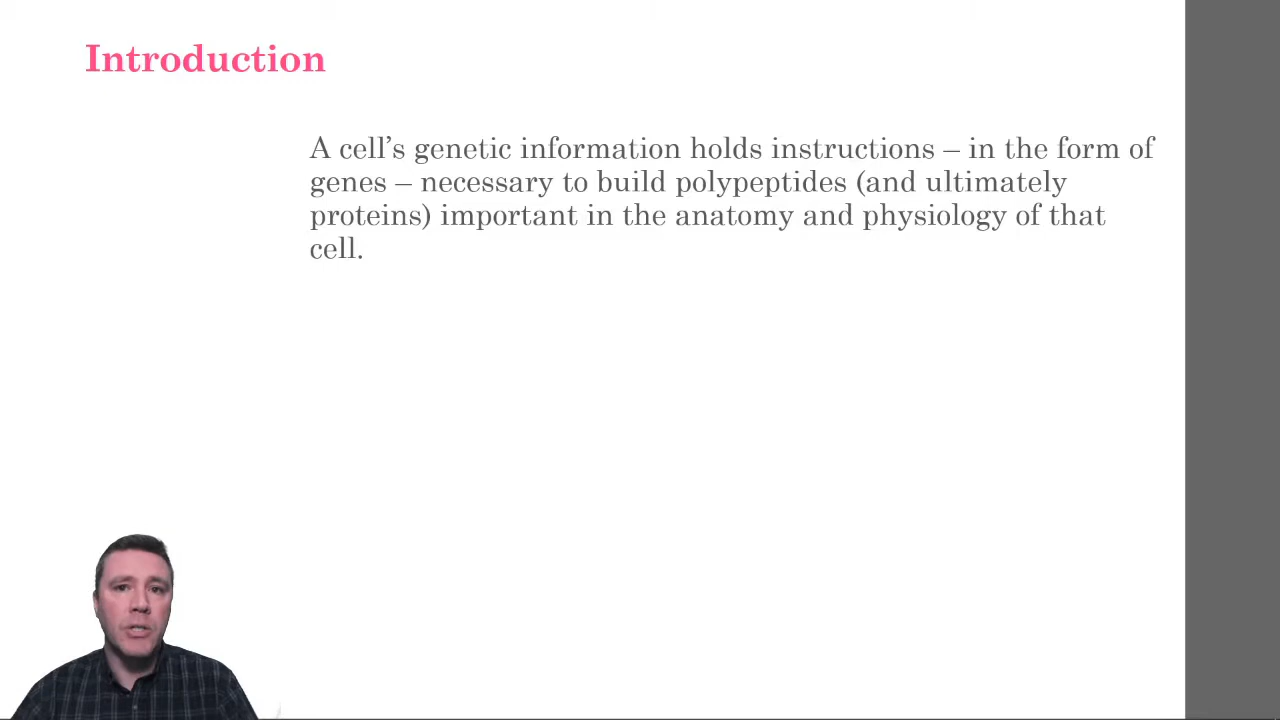 Introduction
A cell’s genetic information holds instructions – in the form of
genes – necessary to build polypeptides (and ultimately
proteins) important in the anatomy and physiology of that
cell.